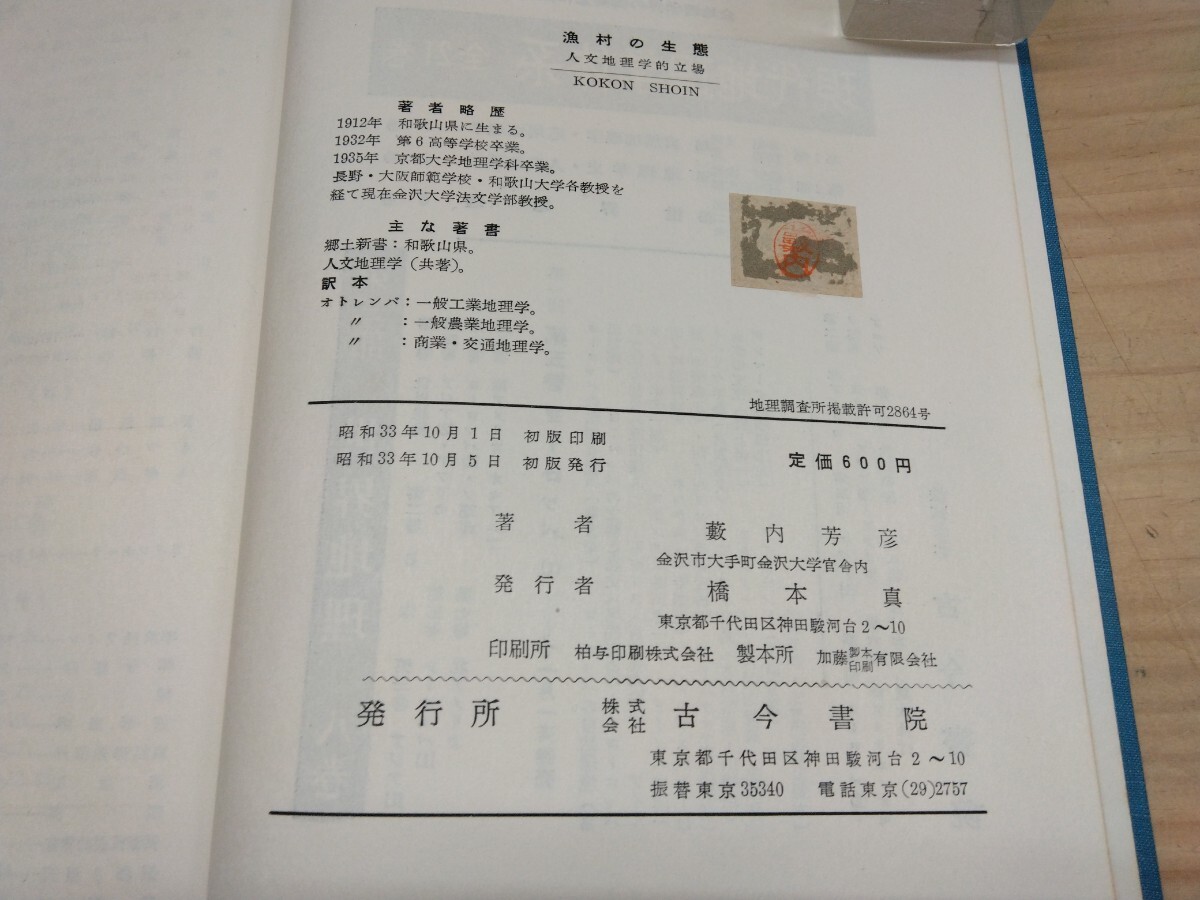 漁村の生態
人文地理学的立場
KOKON SHOIN
著者略歴
1912年 和歌山県に生まる。
1932年 第6高等学校卒業。
1935年 京都大学地理学科卒業。
長野・大阪師範学校・和歌山大学各教授を
経て現在金沢大学法文学部教授。
主な著書
郷土新書：和歌山県。
人文地理学（共著）。
訳本
オトレンバ：一般工業地理学。
〃 ：一般農業地理学。
〃 ：商業・交通地理学。
地理調査所掲載許可2864号
昭和33年10月1日 初版印刷
昭和33年10月5日 初版発行
定価600円
著者 藪内芳彦
金沢市大手町金沢大学官舎内
発行者 橋本真
東京都千代田区神田駿河台2～10
印刷所 柏与印刷株式会社 製本所 加藤製本印刷有限会社
発行所 株式会社 古今書院
東京都千代田区神田駿河台2～10
振替東京35340 電話東京(29)2757